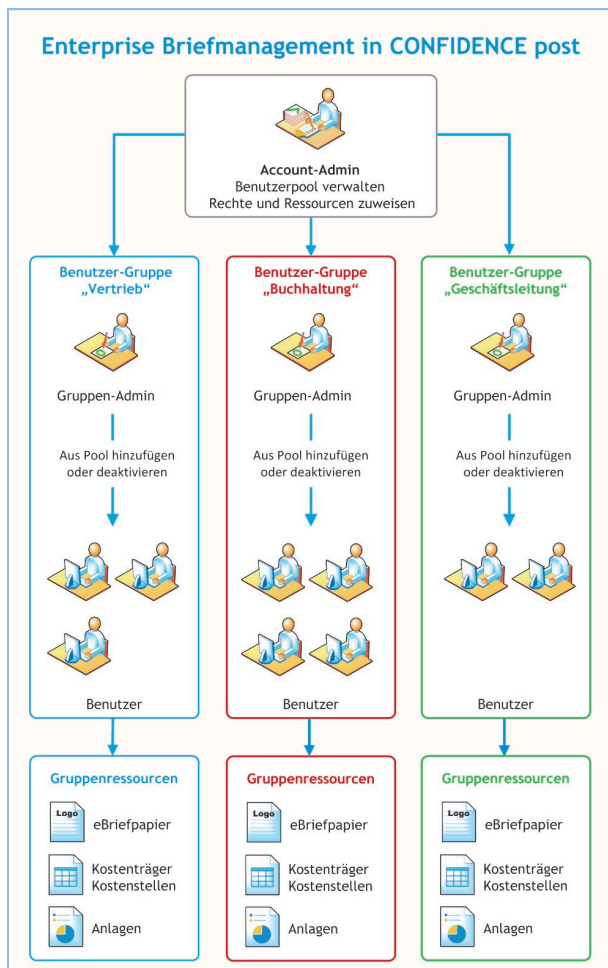 Enterprise Briefmanagement in CONFIDENCE post
Account-Admin
Benutzerpool verwalten
Rechte und Ressourcen zuweisen
Benutzer-Gruppe
„Vertrieb“
Gruppen-Admin
Aus Pool hinzufügen
oder deaktivieren
Benutzer
Gruppenressourcen
Logo
eBriefpapier
Kostenträger
Kostenstellen
Anlagen
Benutzer-Gruppe
„Buchhaltung“
Gruppen-Admin
Aus Pool hinzufügen
oder deaktivieren
Benutzer
Gruppenressourcen
Logo
eBriefpapier
Kostenträger
Kostenstellen
Anlagen
Benutzer-Gruppe
„Geschäftsleitung“
Gruppen-Admin
Aus Pool hinzufügen
oder deaktivieren
Benutzer
Gruppenressourcen
Logo
eBriefpapier
Kostenträger
Kostenstellen
Anlagen